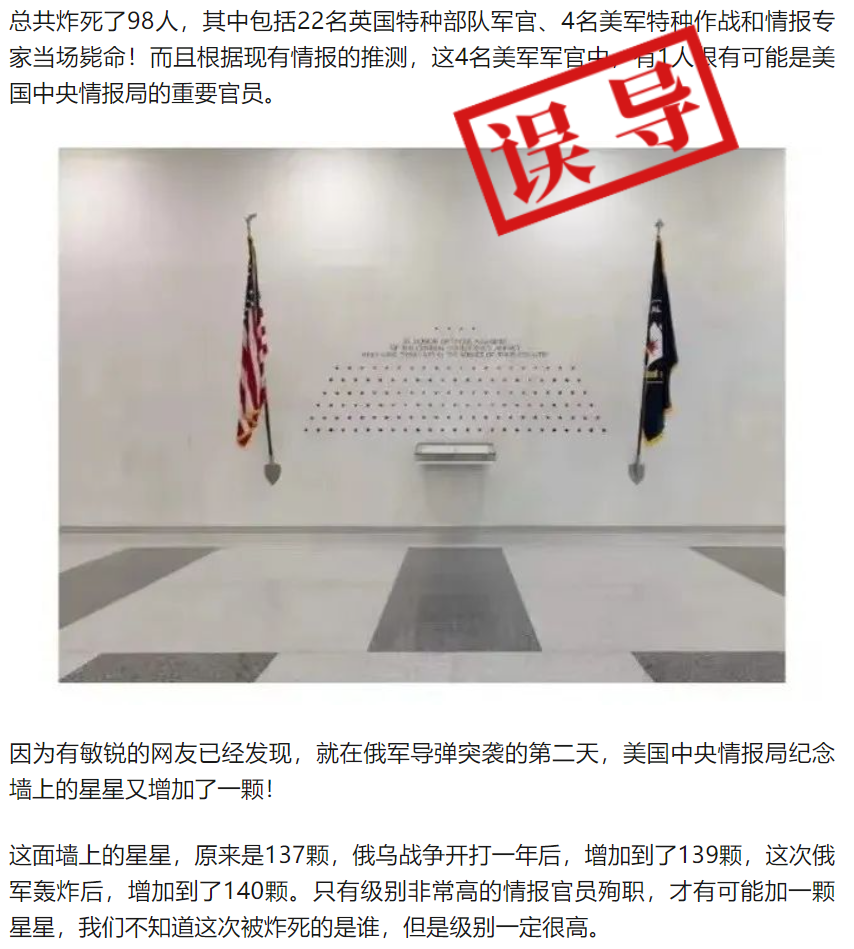 总共炸死了98人，其中包括22名英国特种部队军官、4名美军特种作战和情报专
家当场毙命！而且根据现有情报的推测，这4名美军军官中，有1人很有可能是美
国中央情报局的重要官员。
误导
IN HONOR OF THOSE MEMBERS
OF THE CENTRAL INTELLIGENCE AGENCY
WHO GAVE THEIR LIVES IN THE SERVICE OF THEIR COUNTRY
因为有敏锐的网友已经发现，就在俄军导弹突袭的第二天，美国中央情报局纪念
墙上的星星又增加了一颗！
这面墙上的星星，原来是137颗，俄乌战争开打一年后，增加到了139颗，这次俄
军轰炸后，增加到了140颗。只有级别非常高的情报官员殉职，才有可能加一颗
星星，我们不知道这次被炸死的是谁，但是级别一定很高。